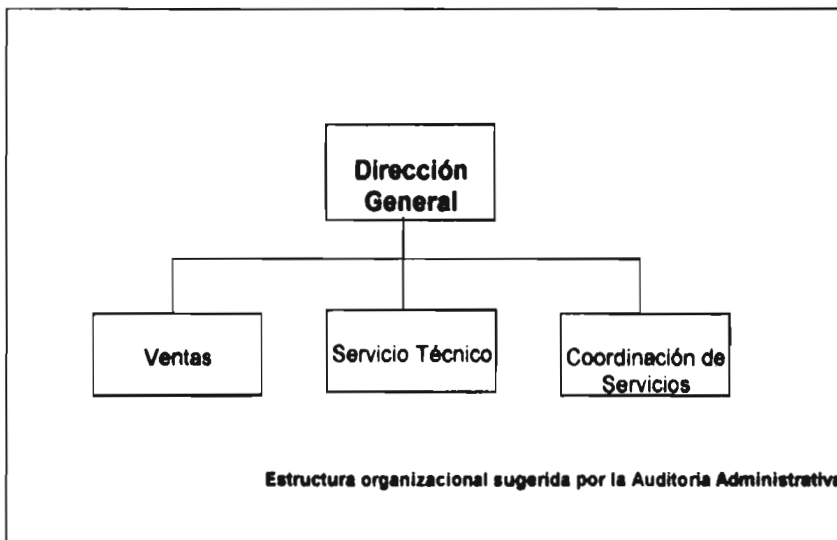 Dirección
General
Ventas
Servicio Técnico
Coordinación de
Servicios
Estructura organizacional sugerida por la Auditoria Administrativa